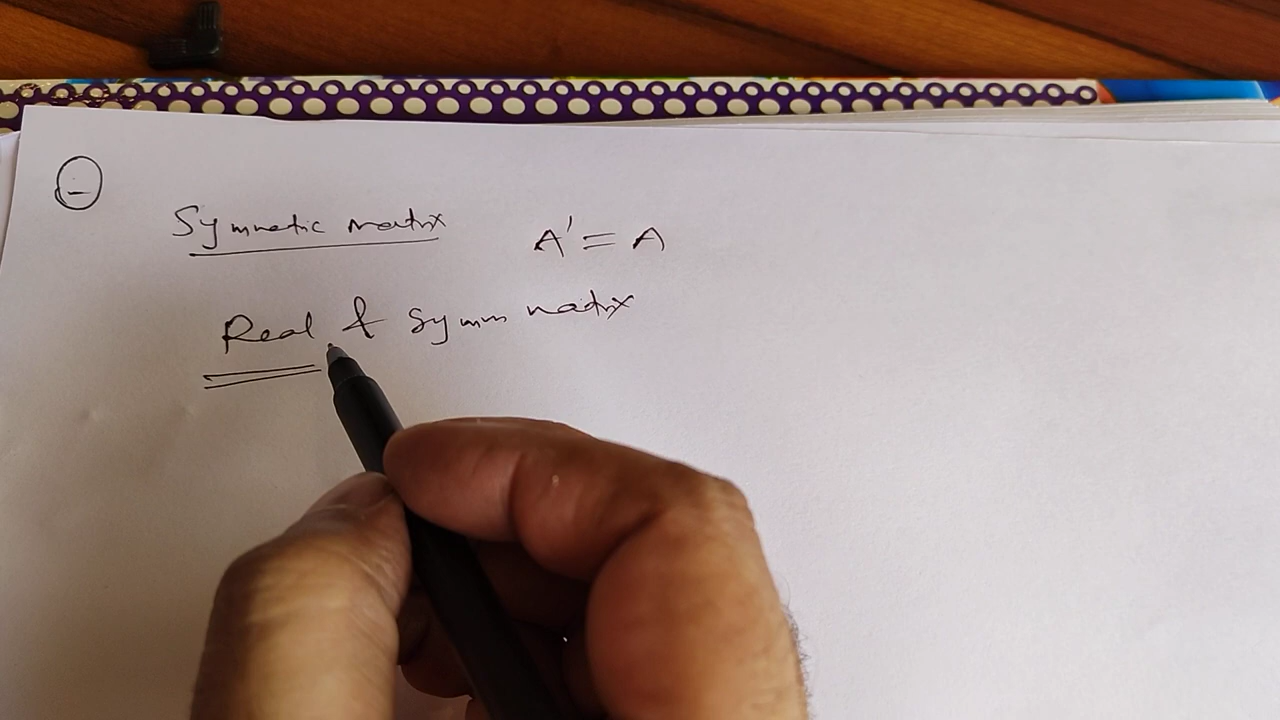 Symmetric matrix A' = A
Real & Symm matrix